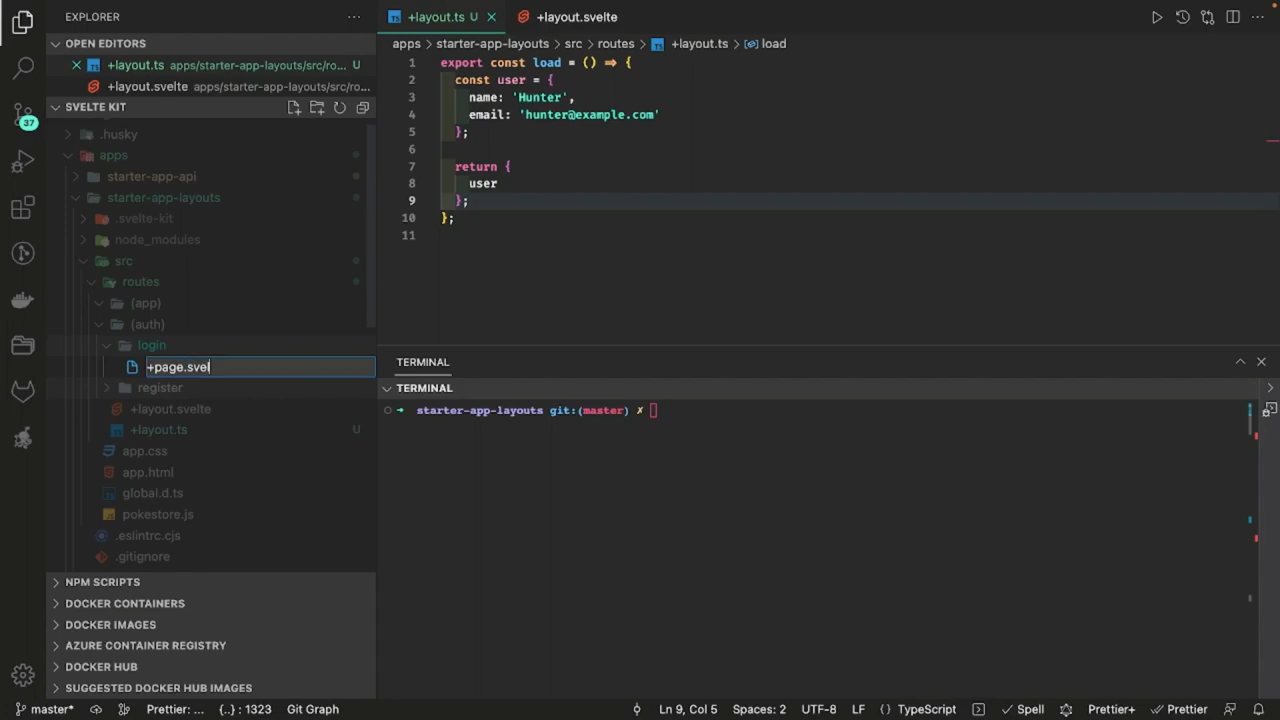 EXPLORER
OPEN EDITORS
+layout.ts apps/starter-app-layouts/src/ro... U
+layout.svelte apps/starter-app-layouts/src/ro...
SVELTE KIT
37
.husky
apps
starter-app-api
starter-app-layouts
.svelte-kit
node_modules
src
routes
(app)
(auth)
login
+page.svel
register
+layout.svelte
+layout.ts U
app.css
app.html
global.d.ts
pokestore.js
.eslintrc.cjs
.gitignore
NPM SCRIPTS
DOCKER CONTAINERS
DOCKER IMAGES
AZURE CONTAINER REGISTRY
DOCKER HUB
SUGGESTED DOCKER HUB IMAGES
+layout.ts U +layout.svelte
apps > starter-app-layouts > src > routes > +layout.ts > load
1 export const load = () => {
2 const user = {
3 name: 'Hunter',
4 email: 'hunter@example.com'
5 };
6
7 return {
8 user
9 };
10 };
11
TERMINAL
TERMINAL
starter-app-layouts git:(master) ✗
master* Prettier: ... {..} : 1323 Git Graph Ln 9, Col 5 Spaces: 2 UTF-8 LF {} TypeScript Spell Prettier+ Prettier